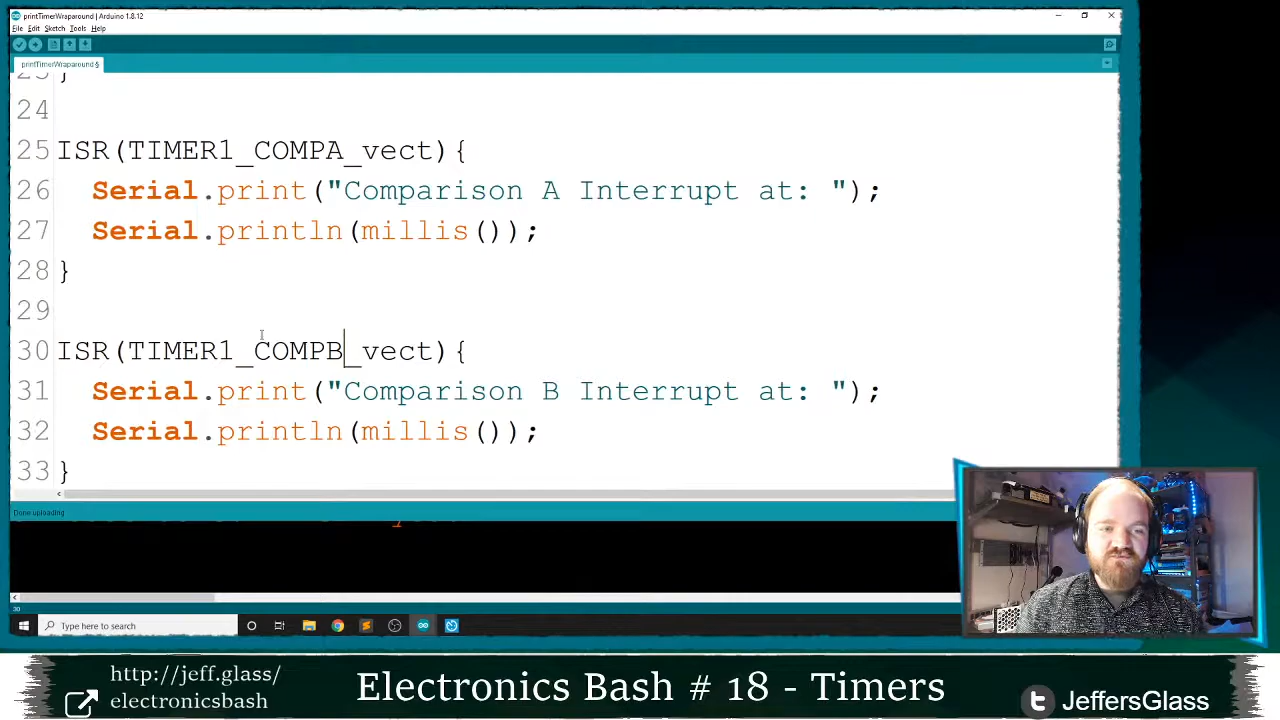 printTimerWraparound | Arduino 1.8.12
File Edit Sketch Tools Help
printTimerWraparound §
23 }
24
25 ISR(TIMER1_COMPA_vect){
26 Serial.print("Comparison A Interrupt at: ");
27 Serial.println(millis());
28 }
29
30 ISR(TIMER1_COMPB_vect){
31 Serial.print("Comparison B Interrupt at: ");
32 Serial.println(millis());
33 }
Done uploading
30
Type here to search
http://jeff.glass/
electronicsbash
Electronics Bash # 18 - Timers
JeffersGlass